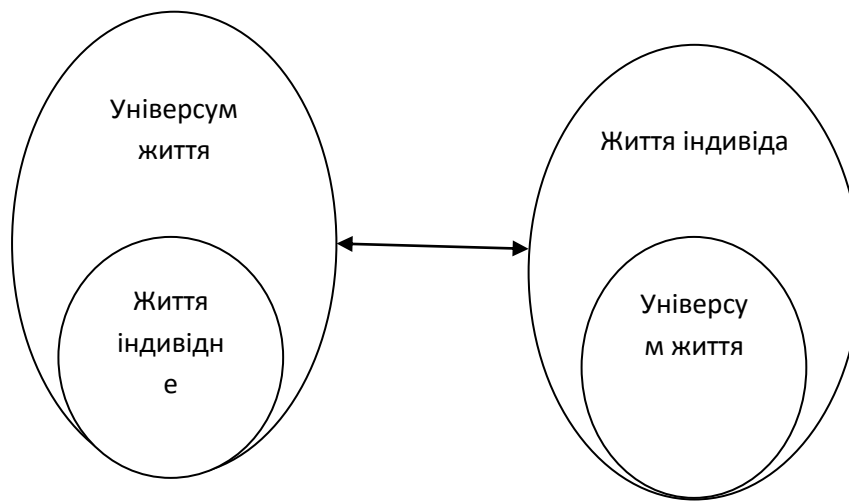 Універсум
життя
Життя індивіда
Життя
індивідн
е
Універсу
м життя